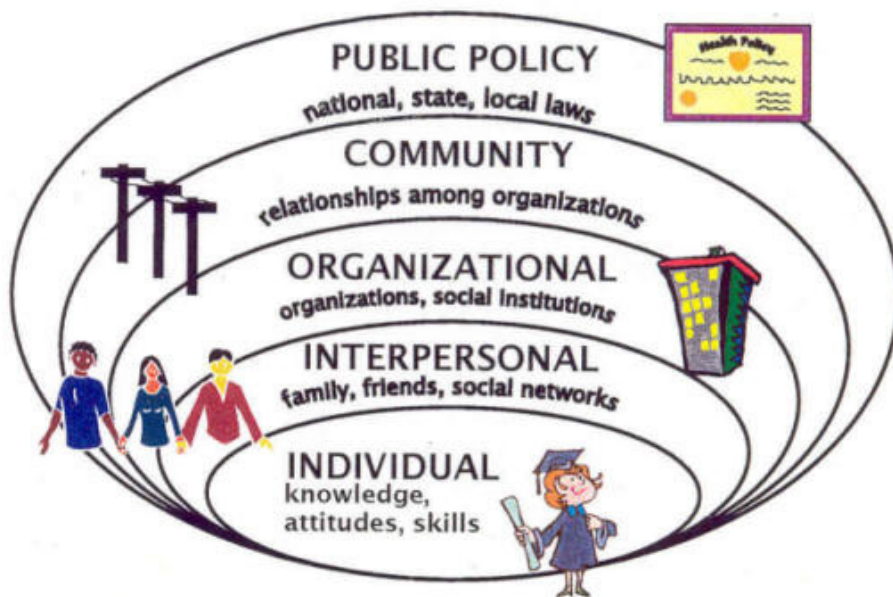 Health Policy
PUBLIC POLICY
national, state, local laws
COMMUNITY
relationships among organizations
ORGANIZATIONAL
organizations, social institutions
INTERPERSONAL
family, friends, social networks
INDIVIDUAL
knowledge,
attitudes, skills